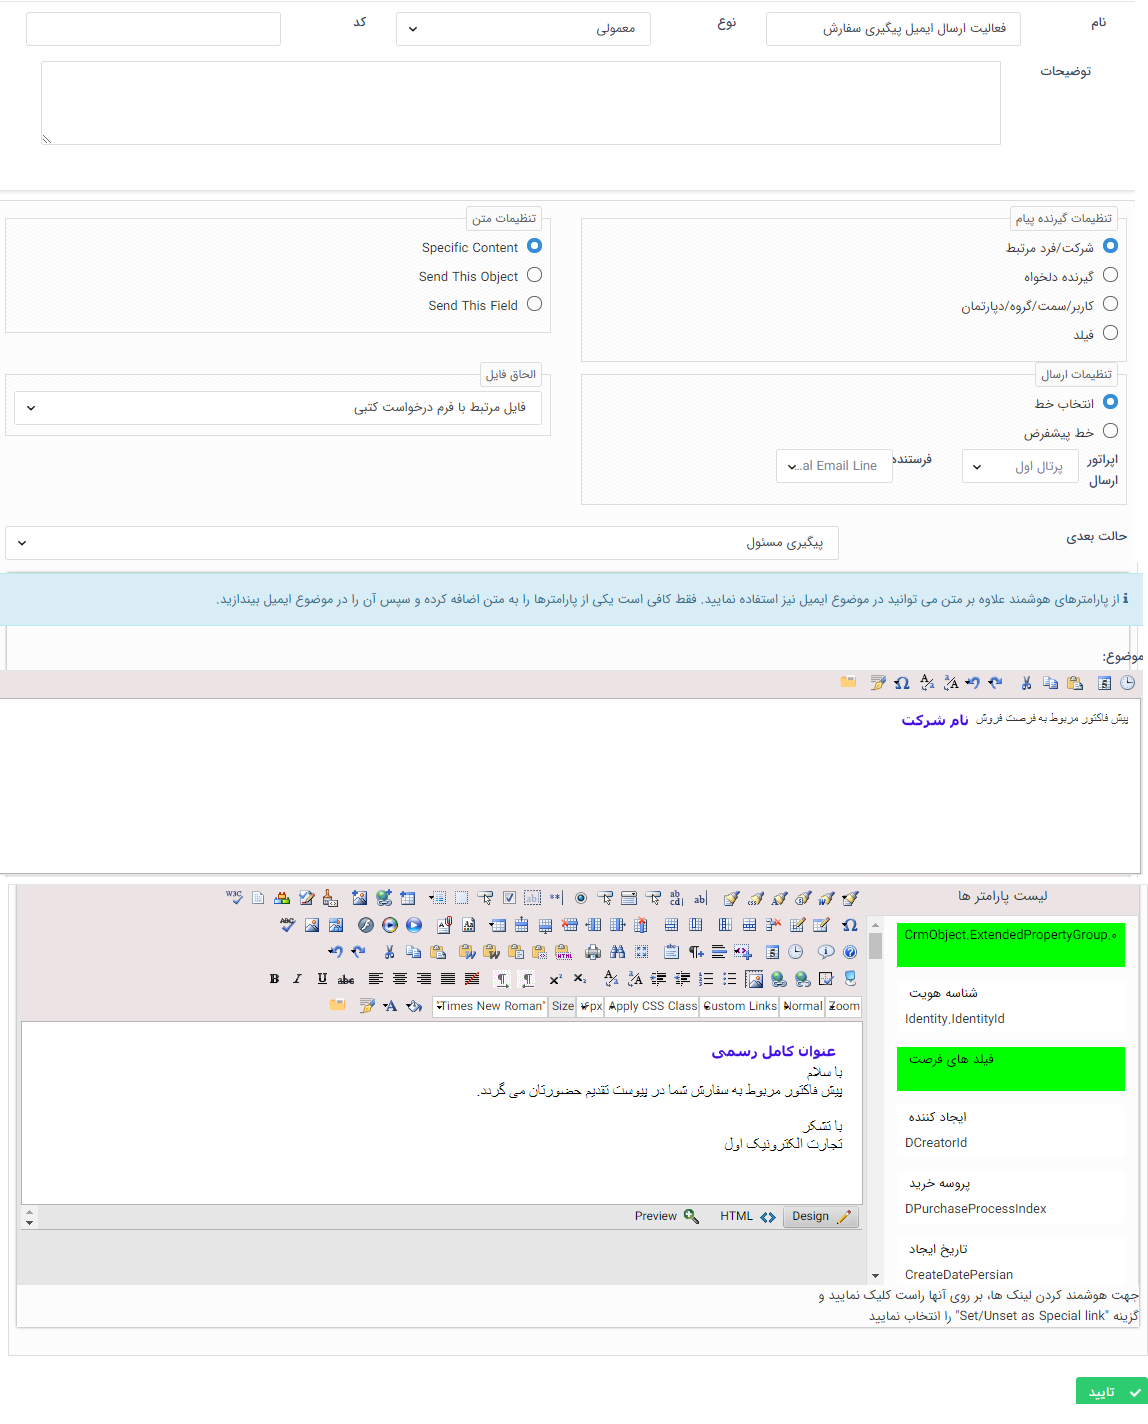 نام
فعالیت ارسال ایمیل پیگیری سفارش
نوع
معمولی
کد
توضیحات
تنظیمات گیرنده پیام
شرکت/فرد مرتبط
گیرنده دلخواه
کاربر/سمت/گروه/دپارتمان
فیلد
تنظیمات متن
Specific Content
Send This Object
Send This Field
تنظیمات ارسال
انتخاب خط
خط پیشفرض
اپراتور ارسال
پرتال اول
فرستنده
...al Email Line
الحاق فایل
فایل مرتبط با فرم درخواست کتبی
حالت بعدی
پیگیری مسئول
از پارامترهای هوشمند علاوه بر متن می توانید در موضوع ایمیل نیز استفاده نمایید. فقط کافی است یکی از پارامترها را به متن اضافه کرده و سپس آن را در موضوع ایمیل بیندازید.
موضوع:
پیش فاکتور مربوط به فرصت فروش نام شرکت
لیست پارامتر ها
CrmObject.ExtendedPropertyGroup.۰
شناسه هویت
Identity.IdentityId
فیلد های فرصت
ایجاد کننده
DCreatorId
پروسه خرید
DPurchaseProcessIndex
تاریخ ایجاد
CreateDatePersian
"Times New Roman" Size px Apply CSS Class Custom Links Normal Zoom
عنوان کامل رسمی
با سلام
پیش فاکتور مربوط به سفارش شما در پیوست تقدیم حضورتان می گردد.
با تشکر
تجارت الکترونیک اول
Design
HTML
Preview
جهت هوشمند کردن لینک ها، بر روی آنها راست کلیک نمایید و
گزینه "Set/Unset as Special link" را انتخاب نمایید
تایید